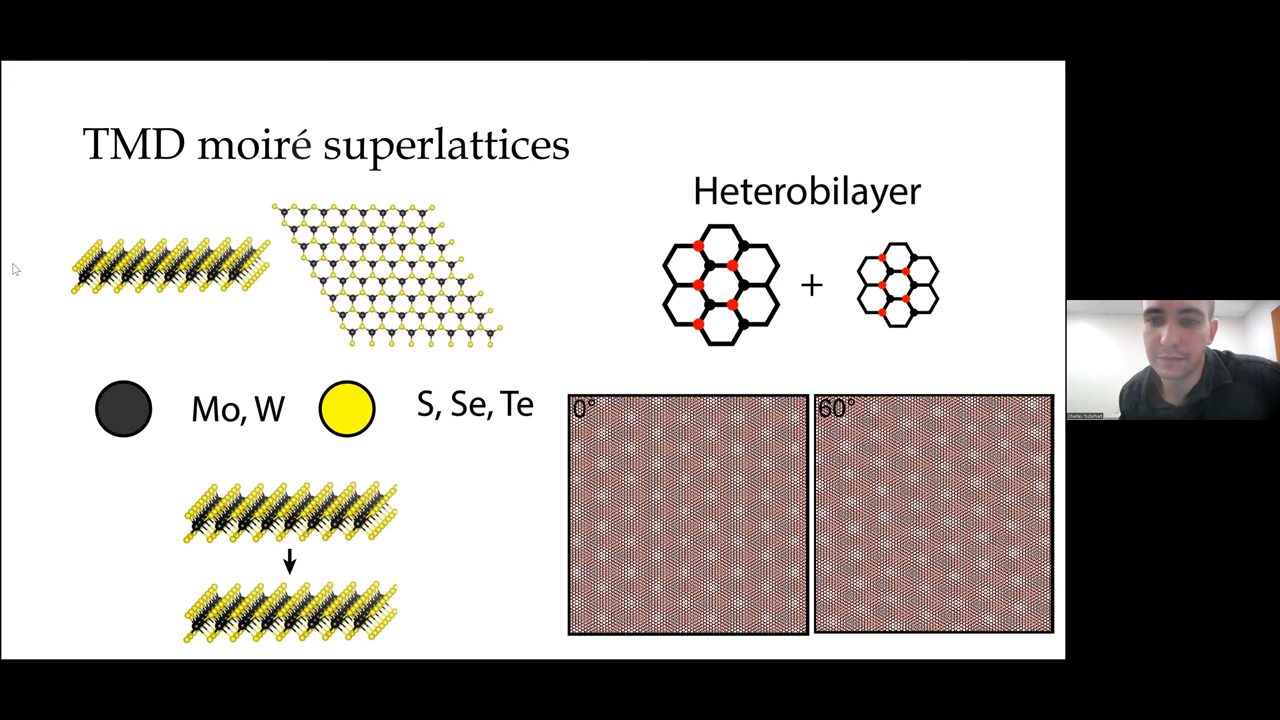 TMD moiré superlattices
Heterobilayer
+
Mo, W
S, Se, Te
0°
60°